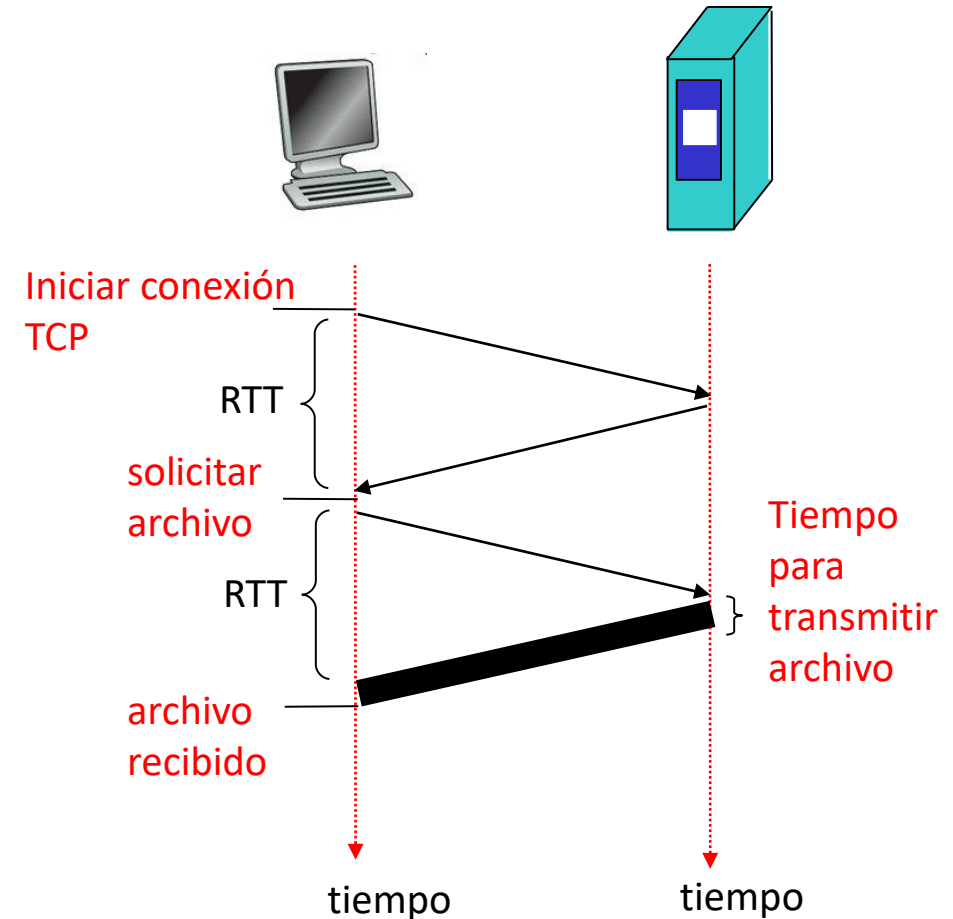 Iniciar conexión
TCP
RTT
solicitar
archivo
RTT
Tiempo
para
transmitir
archivo
archivo
recibido
tiempo
tiempo